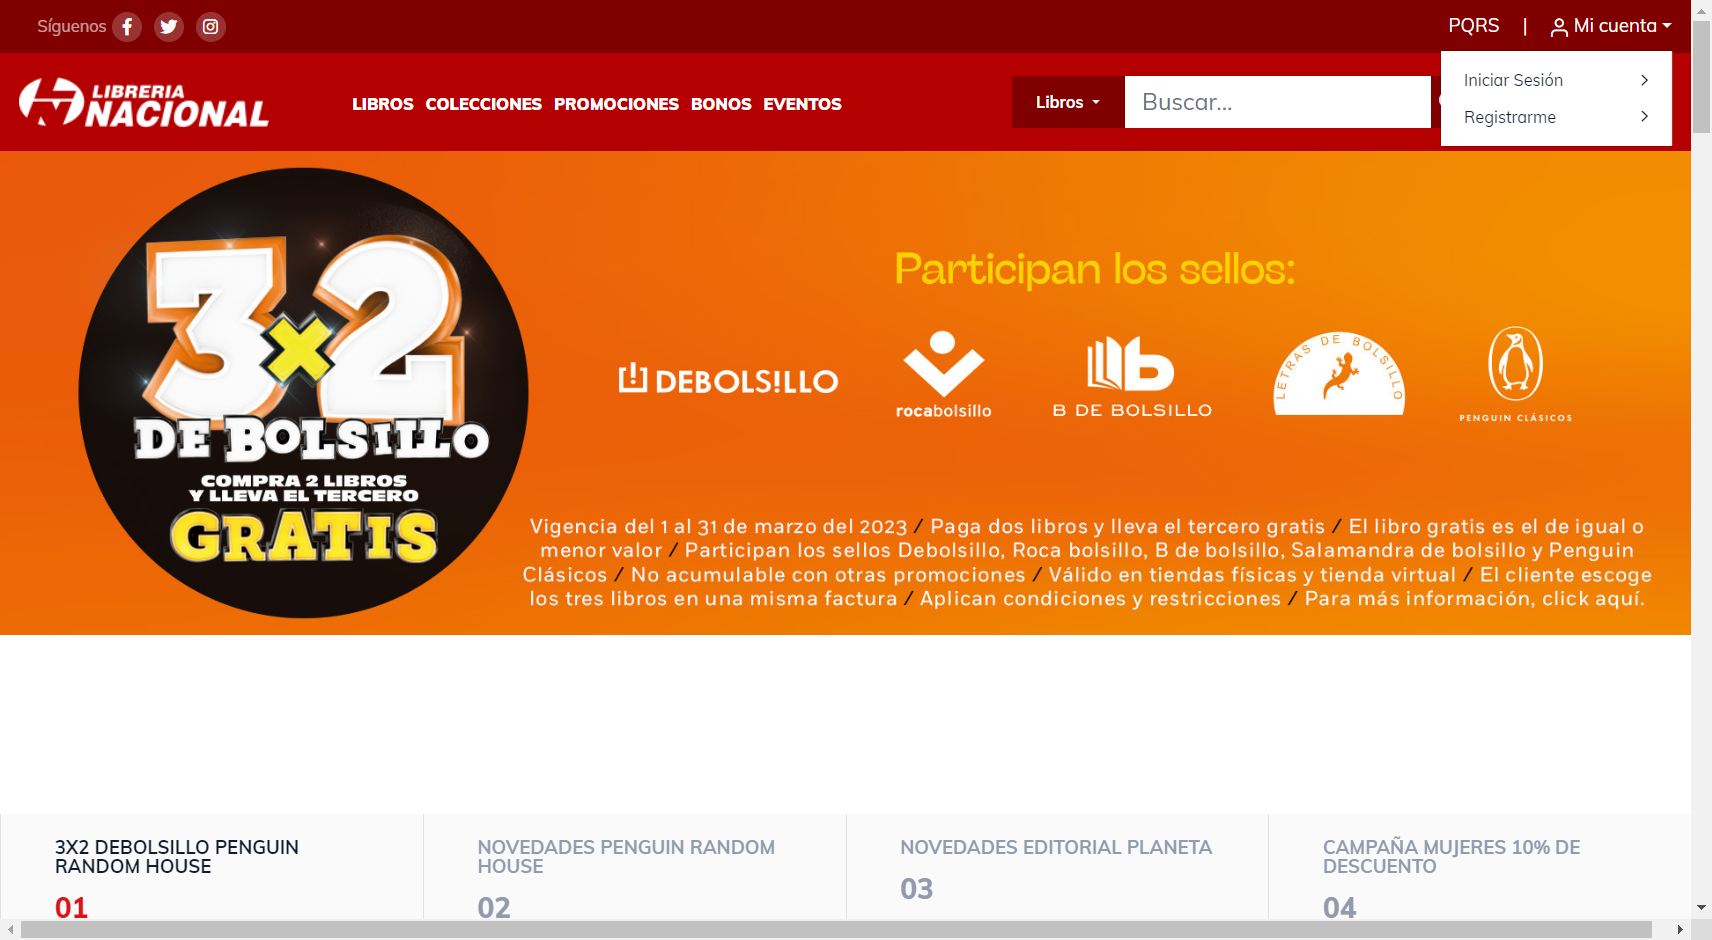 Síguenos
PQRS | Mi cuenta
Iniciar Sesión
Registrarme
LIBRERIA
NACIONAL
LIBROS COLECCIONES PROMOCIONES BONOS EVENTOS
Libros
Buscar...
3x2
DE BOLSILLO
COMPRA 2 LIBROS
Y LLEVA EL TERCERO
GRATIS
Participan los sellos:
DEBOLS!LLO
rocabolsillo
B DE BOLSILLO
LETRAS DE BOLSILLO
PENGUIN CLÁSICOS
Vigencia del 1 al 31 de marzo del 2023 / Paga dos libros y lleva el tercero gratis / El libro gratis es el de igual o
menor valor / Participan los sellos Debolsillo, Roca bolsillo, B de bolsillo, Salamandra de bolsillo y Penguin
Clásicos / No acumulable con otras promociones / Válido en tiendas físicas y tienda virtual / El cliente escoge
los tres libros en una misma factura / Aplican condiciones y restricciones / Para más información, click aquí.
3X2 DEBOLSILLO PENGUIN
RANDOM HOUSE
01
NOVEDADES PENGUIN RANDOM
HOUSE
02
NOVEDADES EDITORIAL PLANETA
03
CAMPAÑA MUJERES 10% DE
DESCUENTO
04